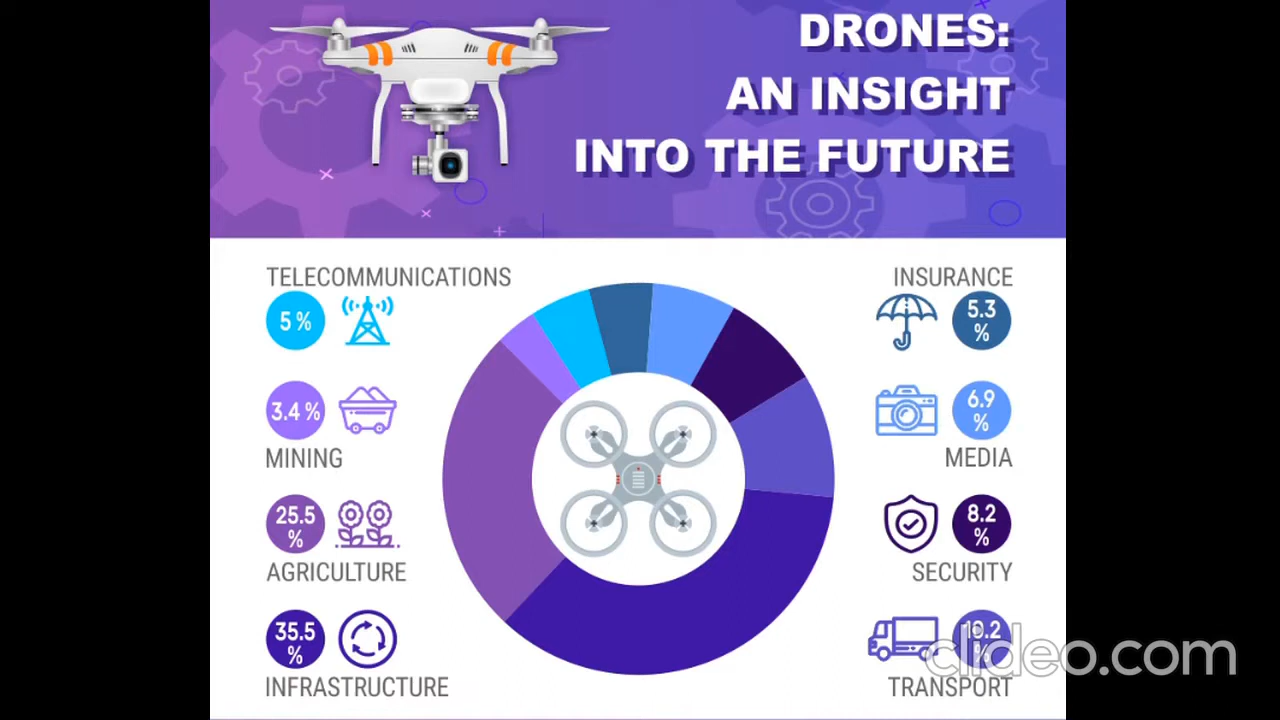 DRONES:
AN INSIGHT
INTO THE FUTURE
TELECOMMUNICATIONS
5 %
3.4 %
MINING
25.5
%
AGRICULTURE
35.5
%
INFRASTRUCTURE
INSURANCE
5.3
%
6.9
%
MEDIA
8.2
%
SECURITY
10.2
%
TRANSPORT
clideo.com